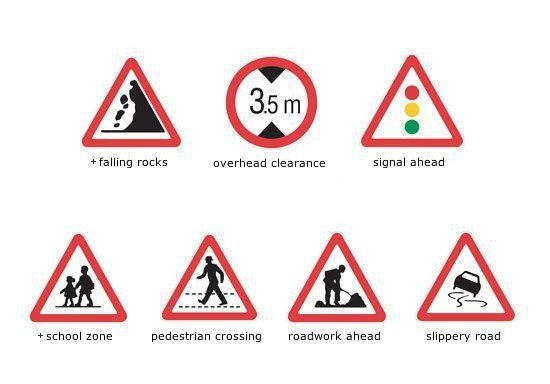 3.5 m
+ falling rocks
overhead clearance
signal ahead
+ school zone
pedestrian crossing
roadwork ahead
slippery road